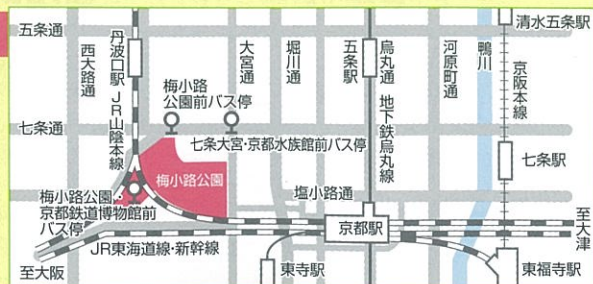 五条通
西大路通
丹波口駅
JR山陰本線
大宮通
堀川通
五条駅
烏丸通
地下鉄烏丸線
河原町通
鴨川
清水五条駅
京阪本線
梅小路
公園前バス停
七条通
七条大宮・京都水族館前バス停
七条駅
梅小路公園
梅小路公園・
京都鉄道博物館前
バス停
塩小路通
京都駅
至大津
JR東海道線・新幹線
至大阪
東寺駅
東福寺駅